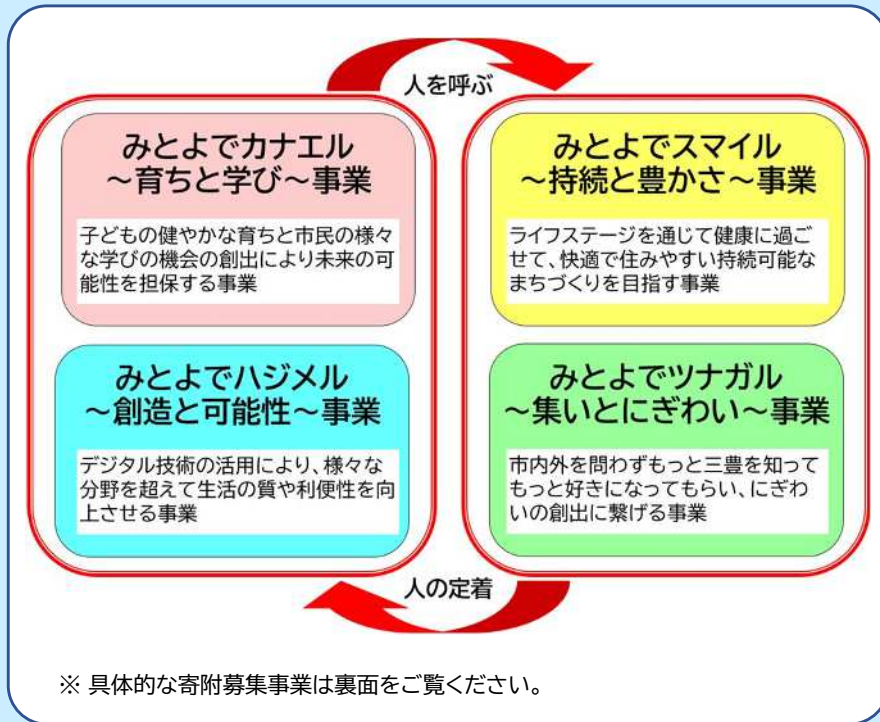 人を呼ぶ
みとよでカナエル
～育ちと学び～事業
子どもの健やかな育ちと市民の様々
な学びの機会の創出により未来の可
能性を担保する事業
みとよでスマイル
～持続と豊かさ～事業
ライフステージを通じて健康に過ご
せて、快適で住みやすい持続可能な
まちづくりを目指す事業
みとよでハジメル
～創造と可能性～事業
デジタル技術の活用により、様々な
分野を超えて生活の質や利便性を向
上させる事業
みとよでツナガル
～集いとにぎわい～事業
市内外を問わずもっと三豊を知って
もっと好きになってもらい、にぎわ
いの創出に繋げる事業
人の定着
※ 具体的な寄附募集事業は裏面をご覧ください。